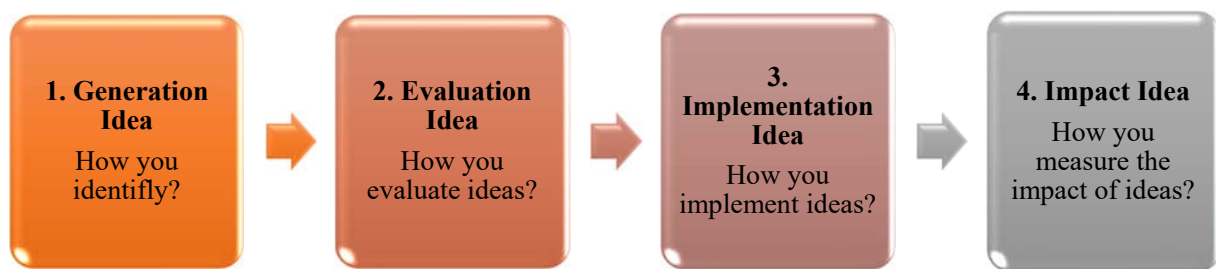 1. Generation
Idea
How you
identifly?
2. Evaluation
Idea
How you
evaluate ideas?
3.
Implementation
Idea
How you
implement ideas?
4. Impact Idea
How you
measure the
impact of ideas?